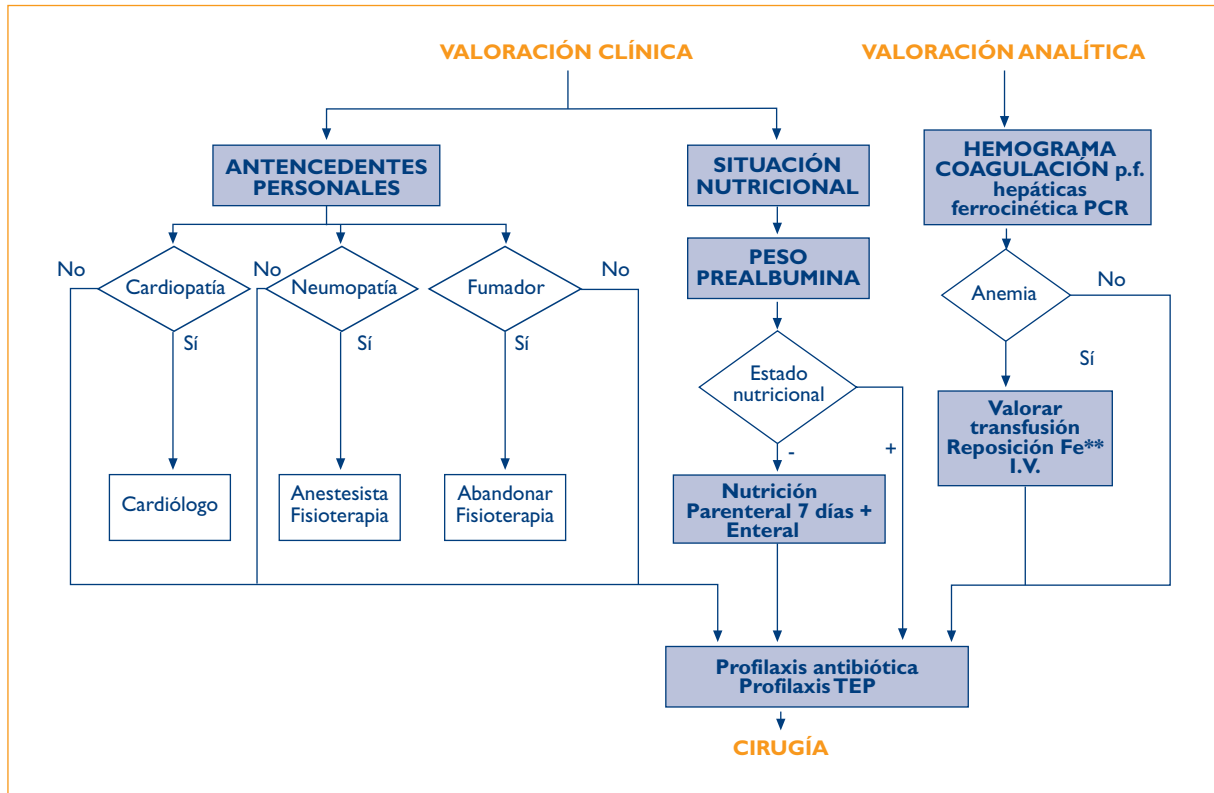 VALORACIÓN CLÍNICA
VALORACIÓN ANALÍTICA
ANTENCEDENTES
PERSONALES
SITUACIÓN
NUTRICIONAL
HEMOGRAMA
COAGULACIÓN p.f.
hepáticas
ferrocinética PCR
No
Cardiopatía
Sí
No
Neumopatía
Sí
Fumador
No
Sí
PESO
PREALBUMINA
Anemia
No
Sí
Estado
nutricional
-
+
Valorar
transfusión
Reposición Fe**
I.V.
Cardiólogo
Anestesista
Fisioterapia
Abandonar
Fisioterapia
Nutrición
Parenteral 7 días +
Enteral
Profilaxis antibiótica
Profilaxis TEP
CIRUGÍA